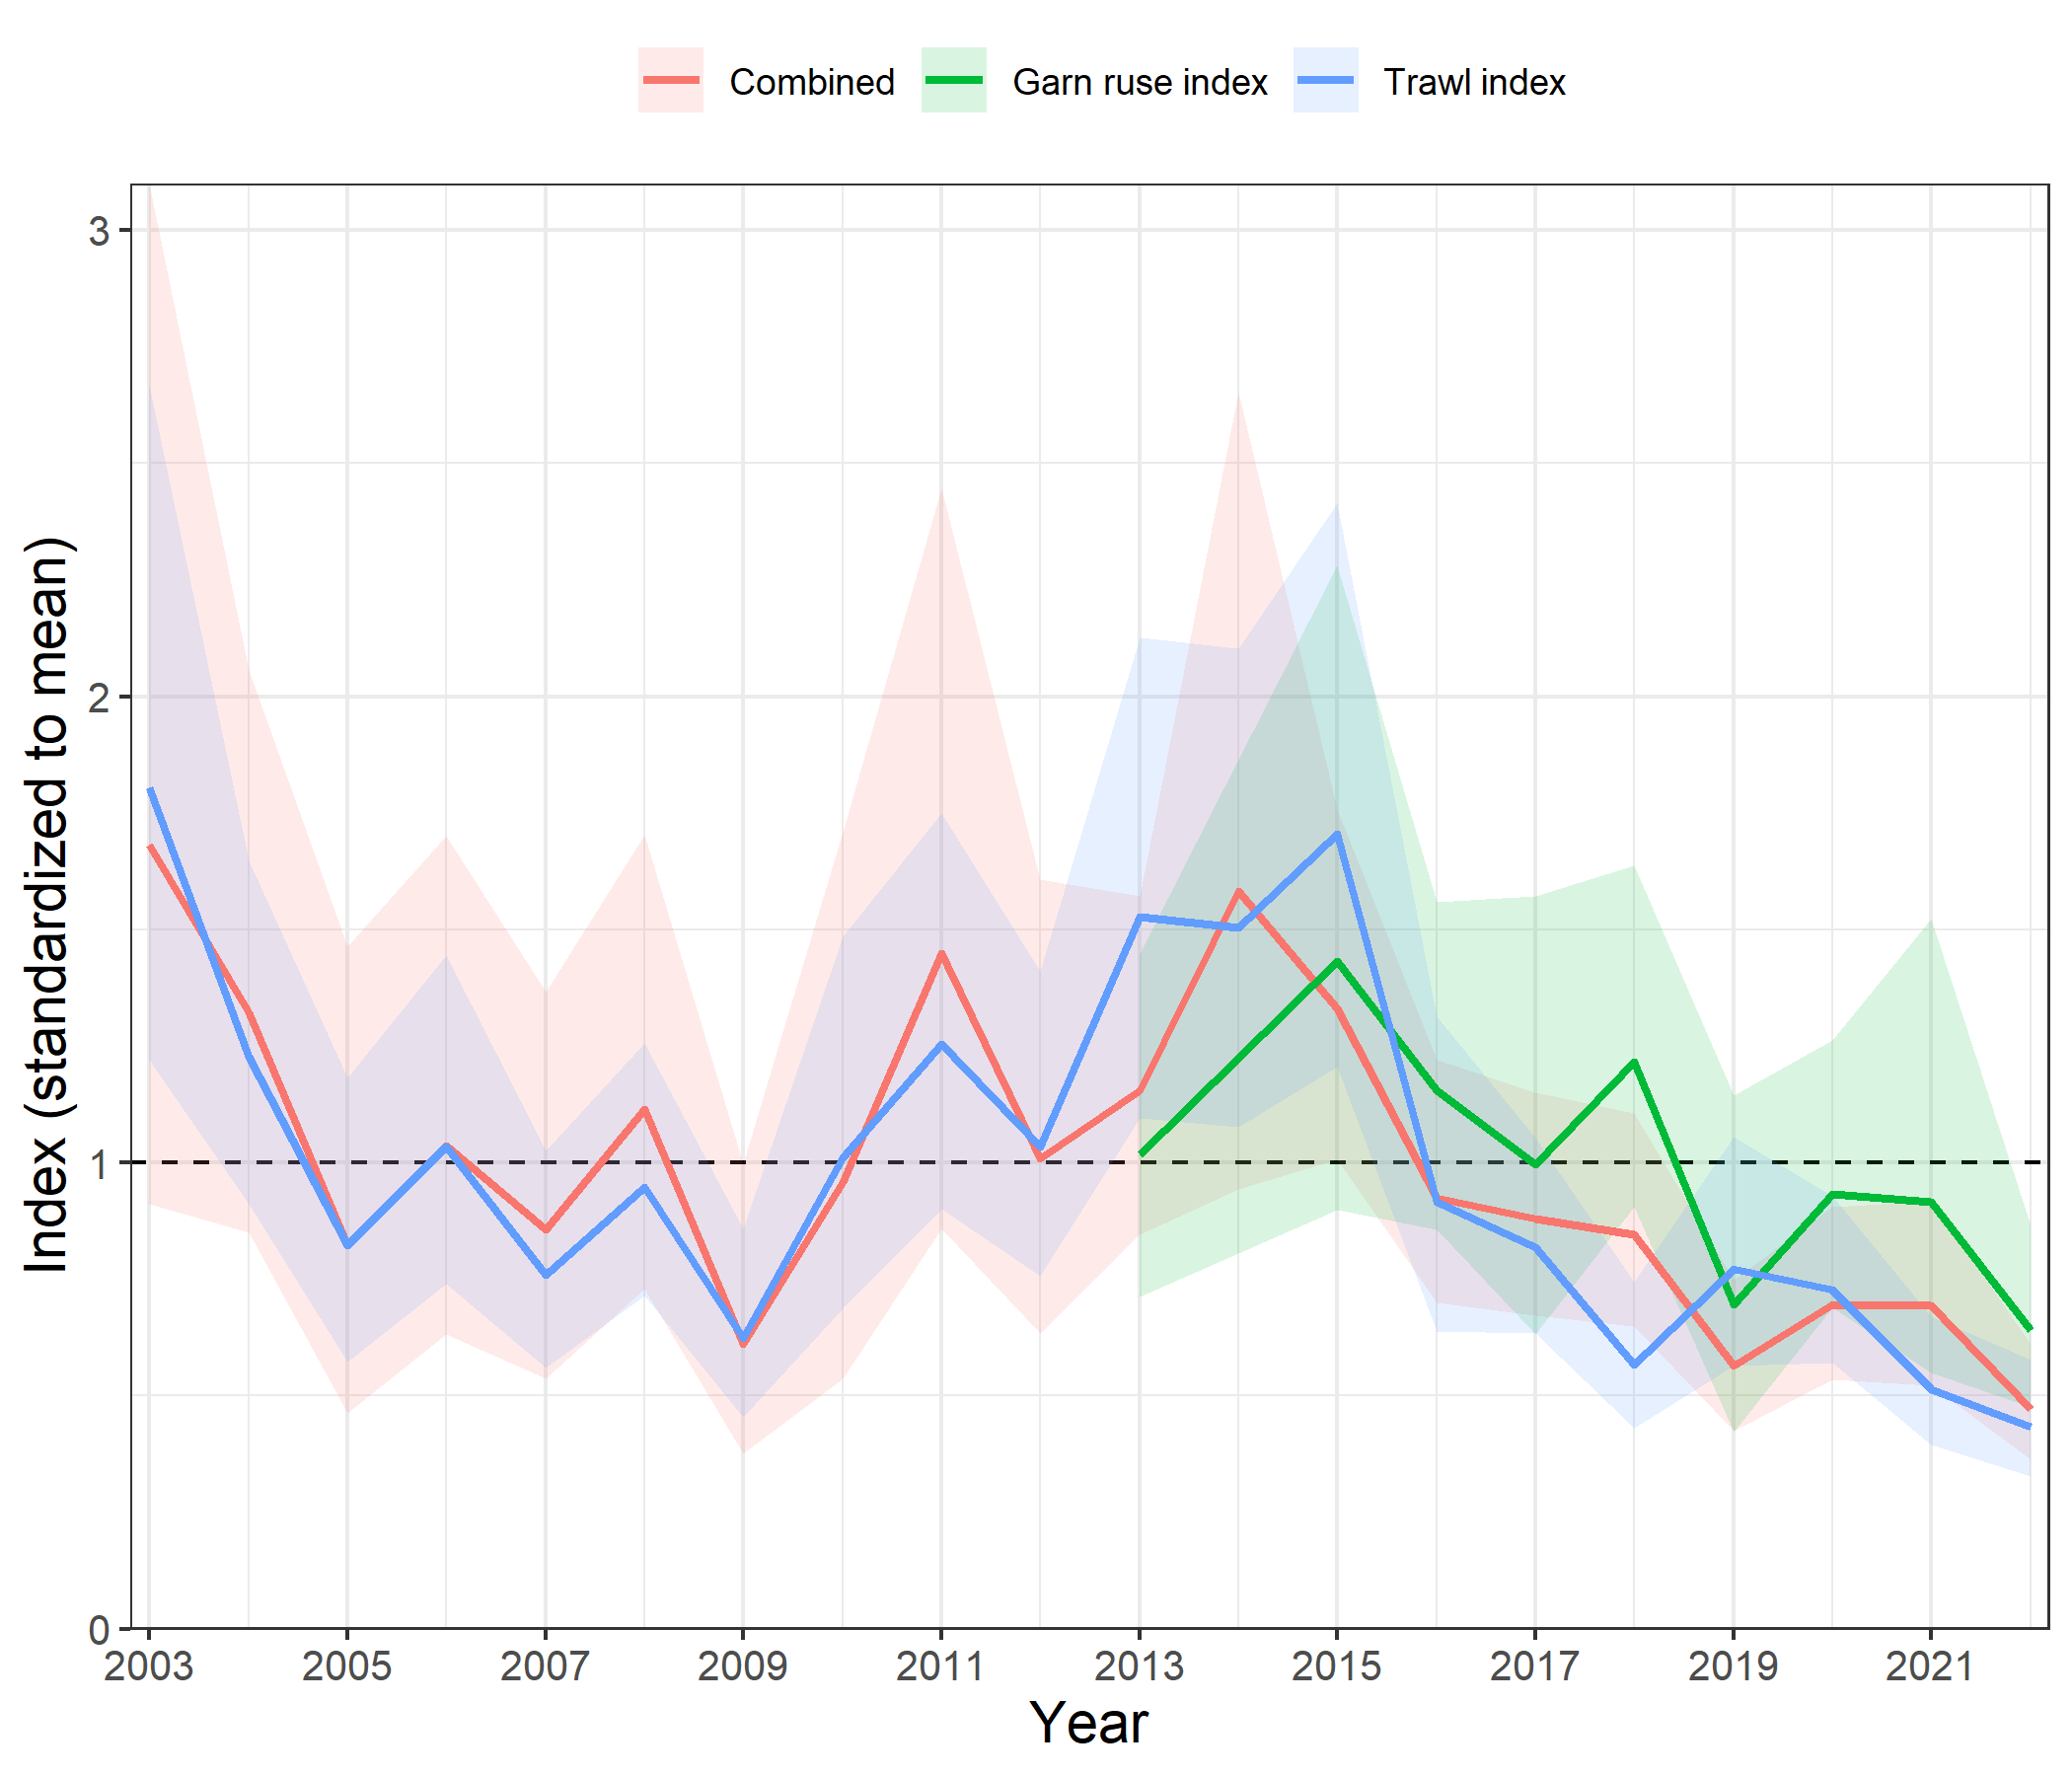 Combined Garn ruse index Trawl index
Index (standardized to mean)
3
2
1
0
2003 2005 2007 2009 2011 2013 2015 2017 2019 2021
Year